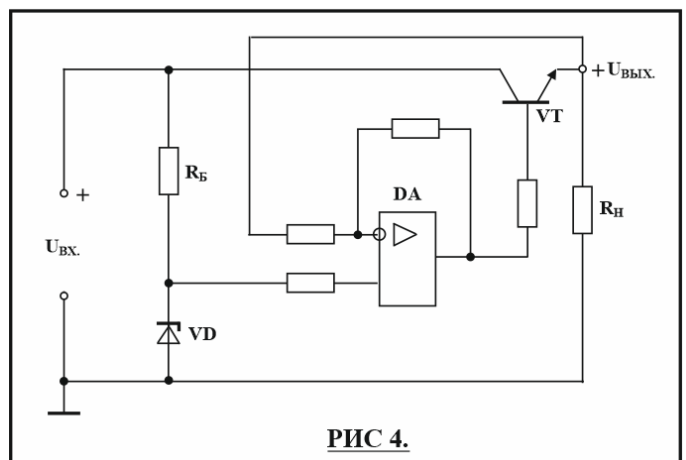 + UВЫХ.
VT
RБ
DA
RН
+
UВХ.
VD
РИС 4.